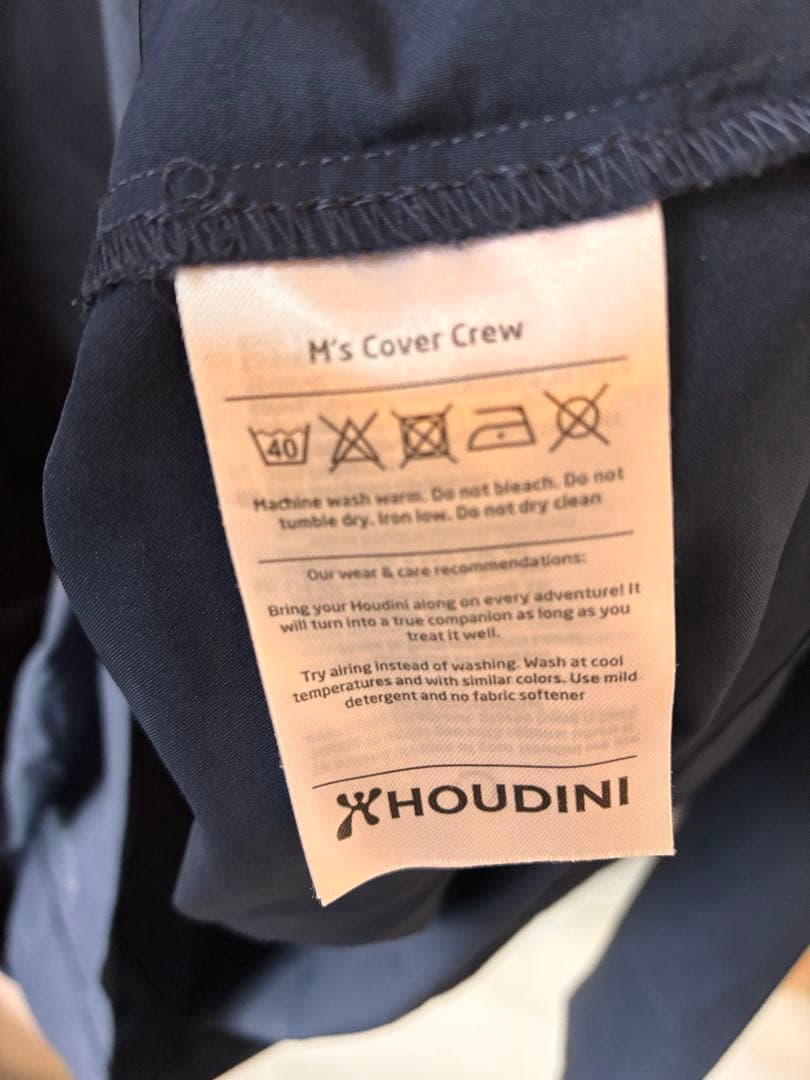 M's Cover Crew
40
Machine wash warm. Do not bleach. Do not
tumble dry. Iron low. Do not dry clean
Our wear & care recommendations:
Bring your Houdini along on every adventure! It
will turn into a true companion as long as you
treat it well.
Try airing instead of washing. Wash at cool
temperatures and with similar colors. Use mild
detergent and no fabric softener
HOUDINI